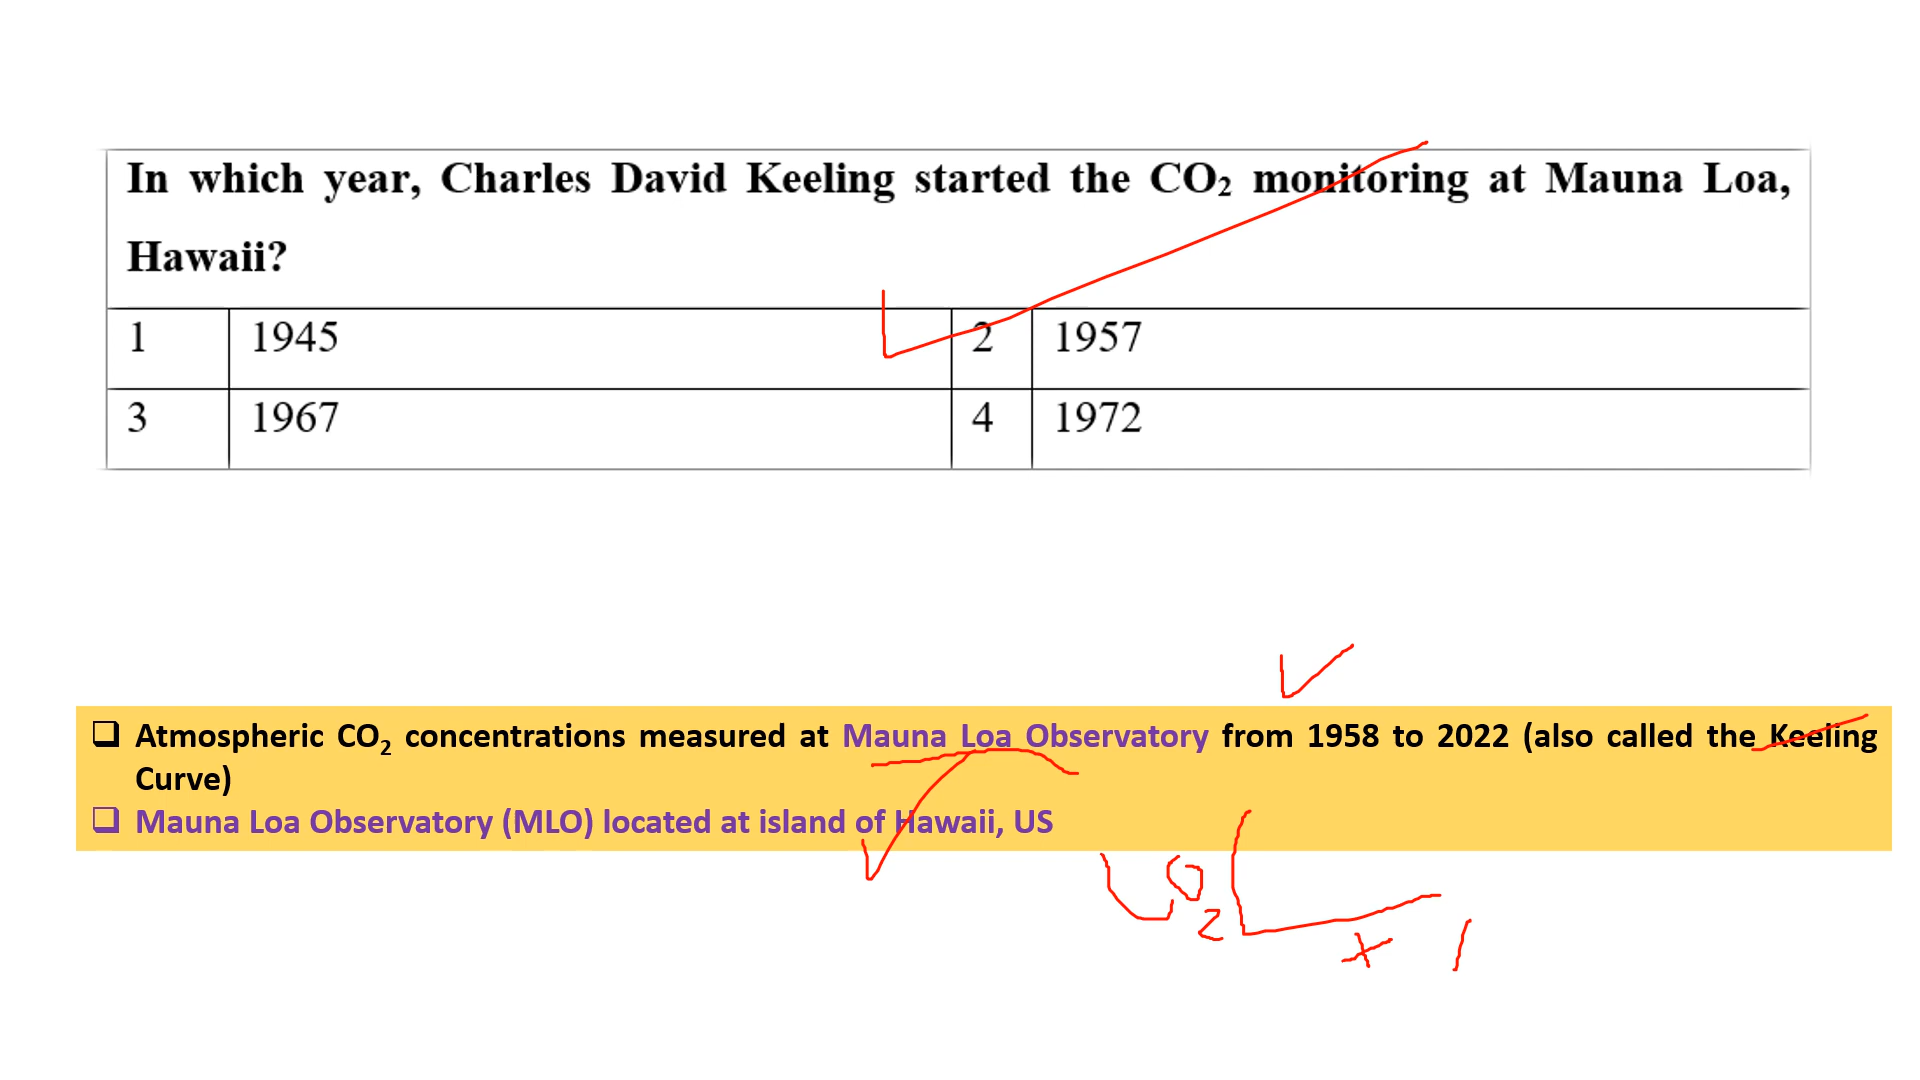 In which year, Charles David Keeling started the CO₂ monitoring at Mauna Loa,
Hawaii?
1 1945 2 1957
3 1967 4 1972
❑ Atmospheric CO₂ concentrations measured at Mauna Loa Observatory from 1958 to 2022 (also called the Keeling
Curve)
❑ Mauna Loa Observatory (MLO) located at island of Hawaii, US